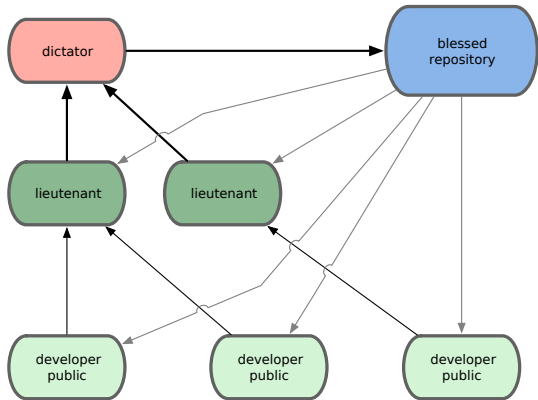 dictator
blessed
repository
lieutenant
lieutenant
developer
public
developer
public
developer
public